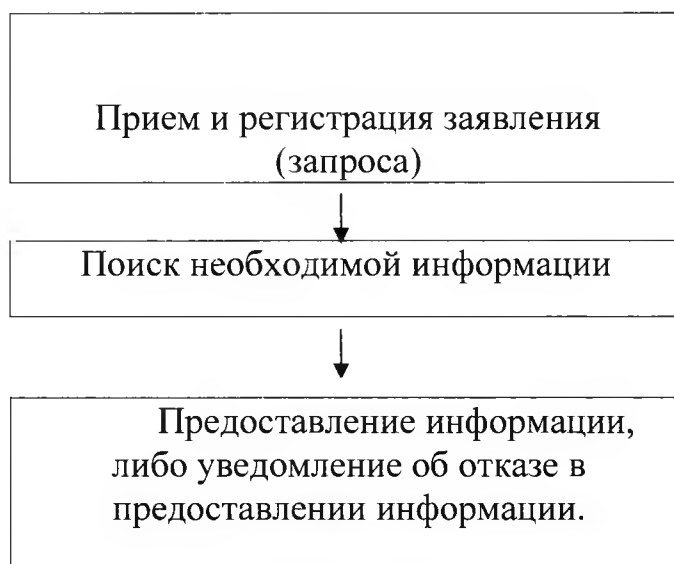 Прием и регистрация заявления
(запроса)
Поиск необходимой информации
Предоставление информации,
либо уведомление об отказе в
предоставлении информации.